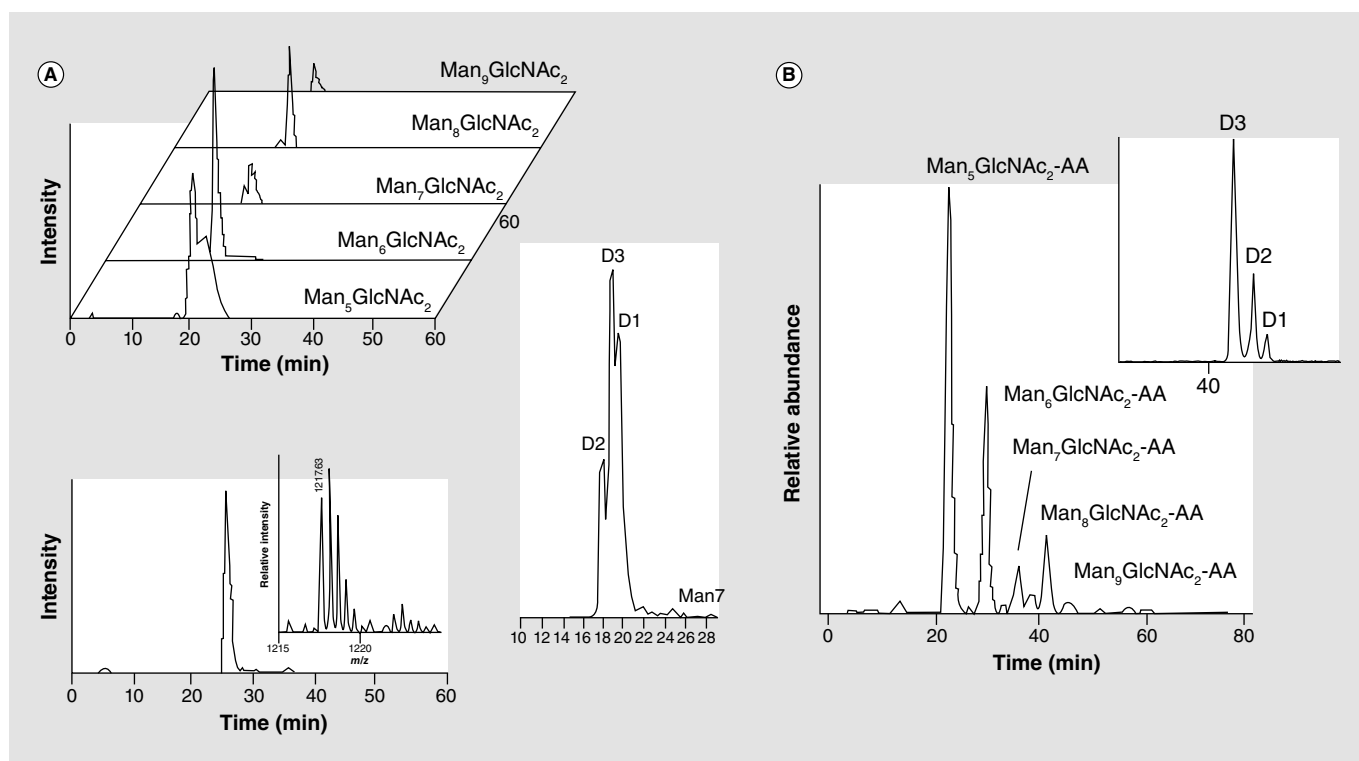 A
Man₉GlcNAc₂
Man₈GlcNAc₂
Man₇GlcNAc₂
60
Man₆GlcNAc₂
Man₅GlcNAc₂
Intensity
0 10 20 30 40 50 60
Time (min)
Intensity
Relative intensity
1217.63
1215 1220
m/z
0 10 20 30 40 50 60
Time (min)
D3
D1
D2
Man7
10 12 14 16 18 20 22 24 26 28
B
Man₅GlcNAc₂-AA
D3
D2
D1
40
Relative abundance
Man₆GlcNAc₂-AA
Man₇GlcNAc₂-AA
Man₈GlcNAc₂-AA
Man₉GlcNAc₂-AA
0 20 40 60 80
Time (min)